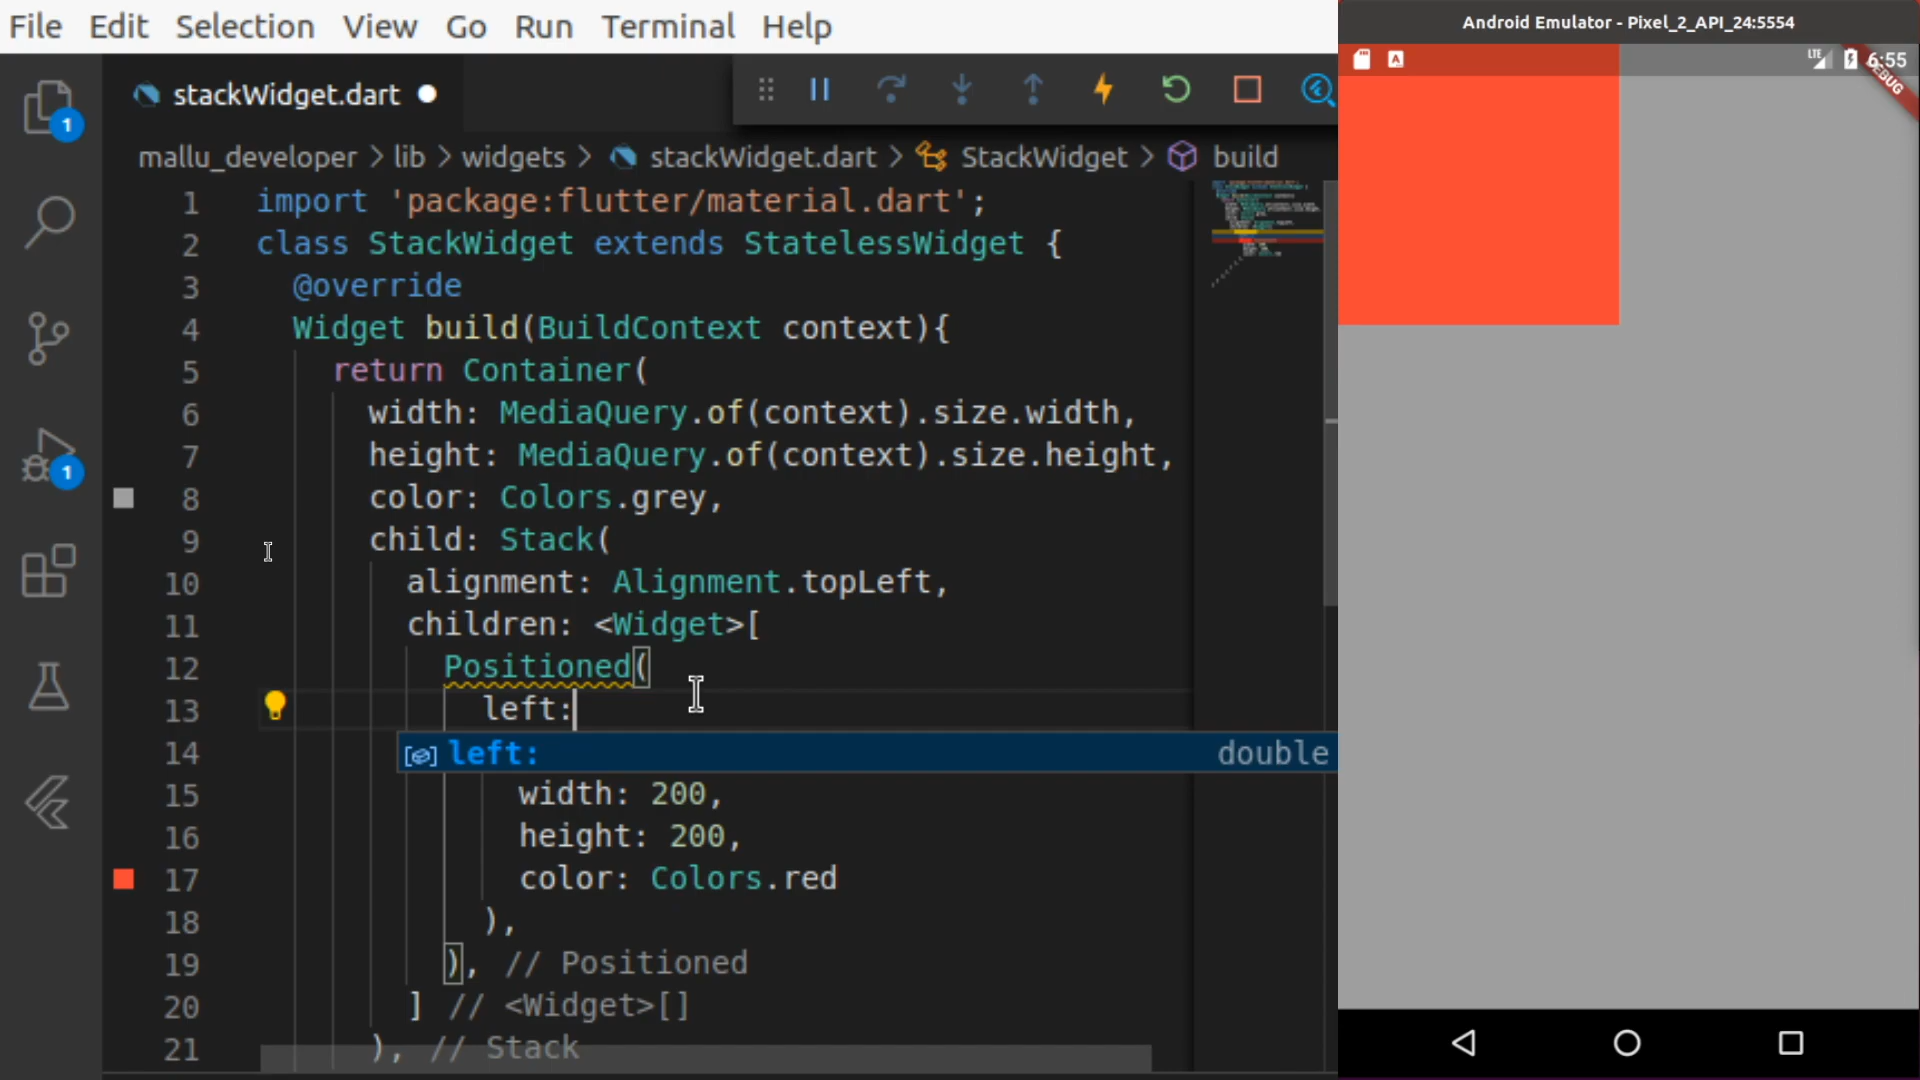 File Edit Selection View Go Run Terminal Help
Android Emulator - Pixel_2_API_24:5554
stackWidget.dart
LTE 6:55
DEBUG
mallu_developer > lib > widgets > stackWidget.dart > StackWidget > build
1 import 'package:flutter/material.dart';
2 class StackWidget extends StatelessWidget {
3 @override
4 Widget build(BuildContext context){
5 return Container(
6 width: MediaQuery.of(context).size.width,
7 height: MediaQuery.of(context).size.height,
8 color: Colors.grey,
9 child: Stack(
10 alignment: Alignment.topLeft,
11 children: <Widget>[
12 Positioned(
13 left:
14 left: double
15 width: 200,
16 height: 200,
17 color: Colors.red
18 ),
19 ), // Positioned
20 ] // <Widget>[]
21 ), // Stack
1
1
A